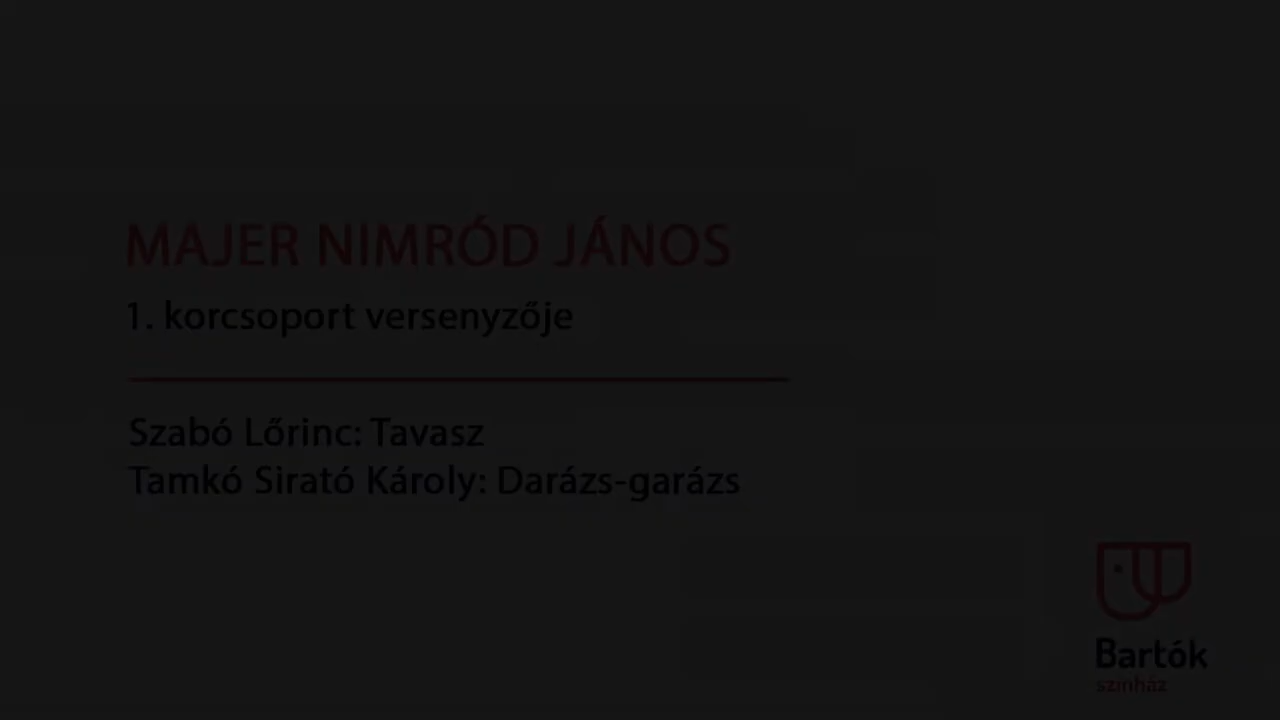 MAJER NIMRÓD JÁNOS
1. korcsoport versenyzője
Szabó Lőrinc: Tavasz
Tamkó Sirató Károly: Darázs-garázs
Bartók
színház